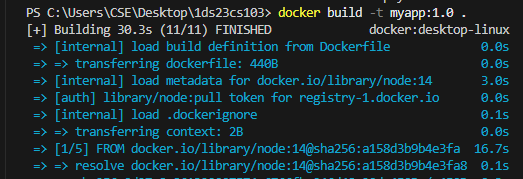 PS C:\Users\CSE\Desktop\1ds23cs103> docker build -t myapp:1.0 .
[+] Building 30.3s (11/11) FINISHED docker:desktop-linux
=> [internal] load build definition from Dockerfile 0.0s
=> => transferring dockerfile: 440B 0.0s
=> [internal] load metadata for docker.io/library/node:14 3.0s
=> [auth] library/node:pull token for registry-1.docker.io 0.0s
=> [internal] load .dockerignore 0.1s
=> => transferring context: 2B 0.0s
=> [1/5] FROM docker.io/library/node:14@sha256:a158d3b9b4e3fa 16.7s
=> => resolve docker.io/library/node:14@sha256:a158d3b9b4e3fa8 0.1s